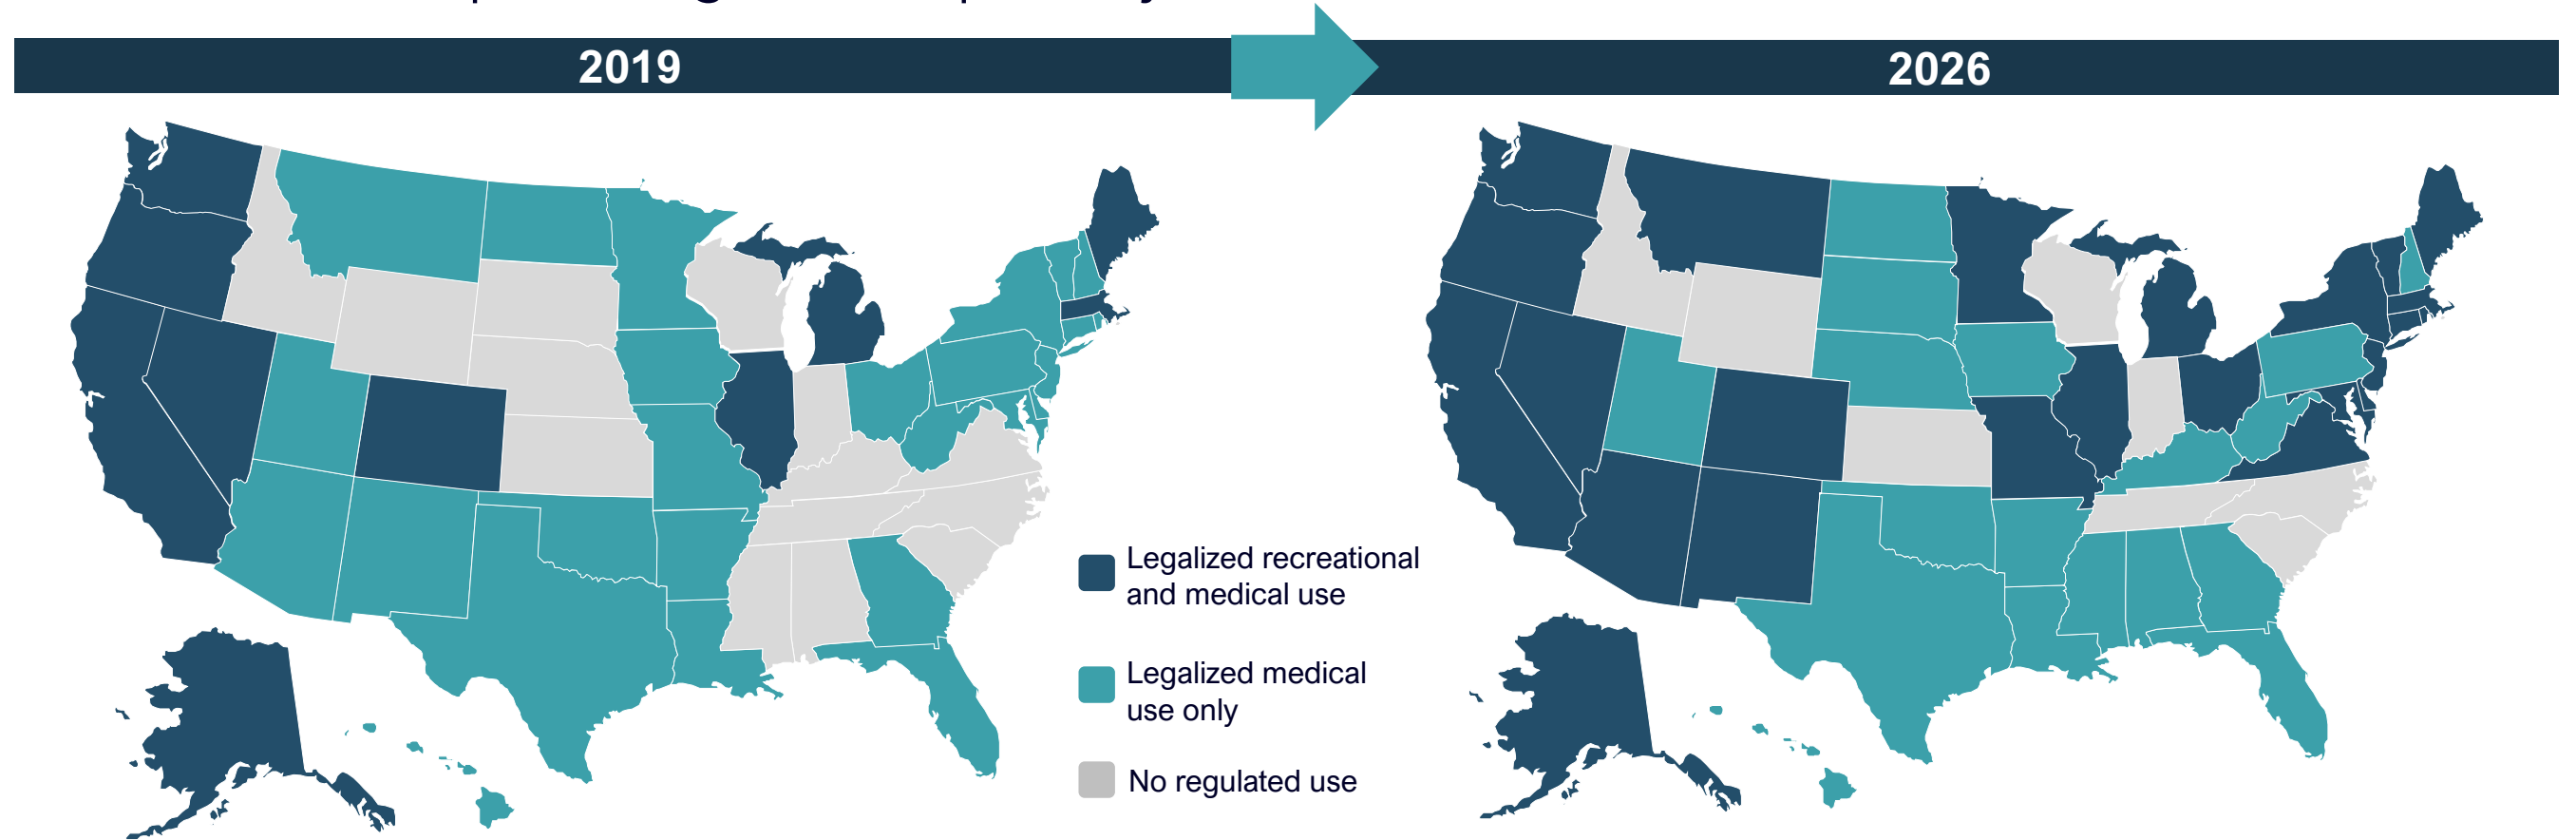 2019
2026
Legalized recreational
and medical use
Legalized medical
use only
No regulated use